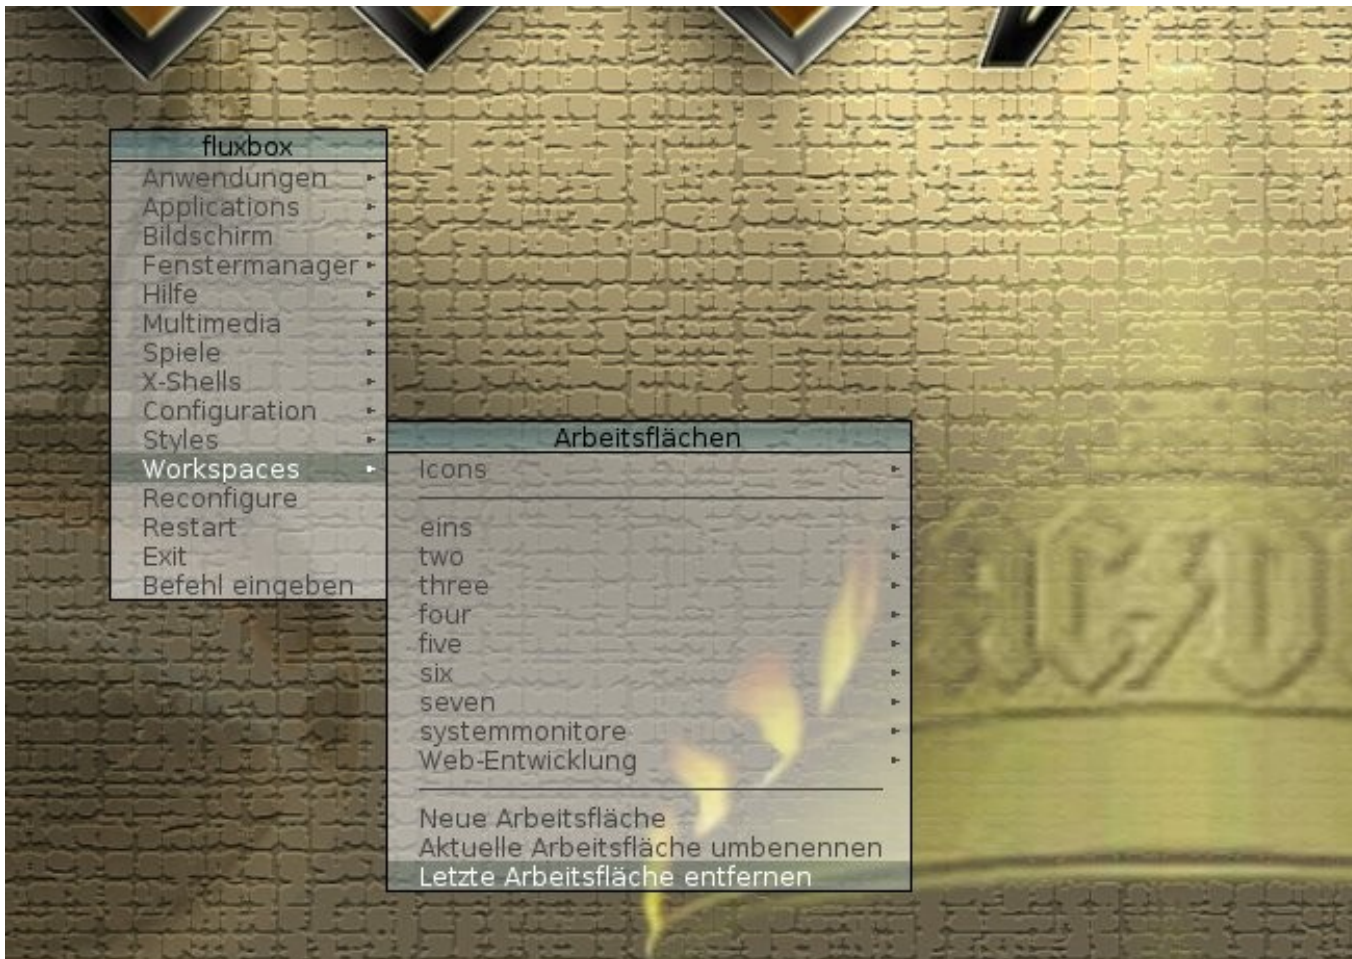 fluxbox
Anwendungen
Applications
Bildschirm
Fenstermanager
Hilfe
Multimedia
Spiele
X-Shells
Configuration
Styles
Workspaces
Reconfigure
Restart
Exit
Befehl eingeben
Arbeitsflächen
Icons
eins
two
three
four
five
six
seven
systemmonitore
Web-Entwicklung
Neue Arbeitsfläche
Aktuelle Arbeitsfläche umbenennen
Letzte Arbeitsfläche entfernen